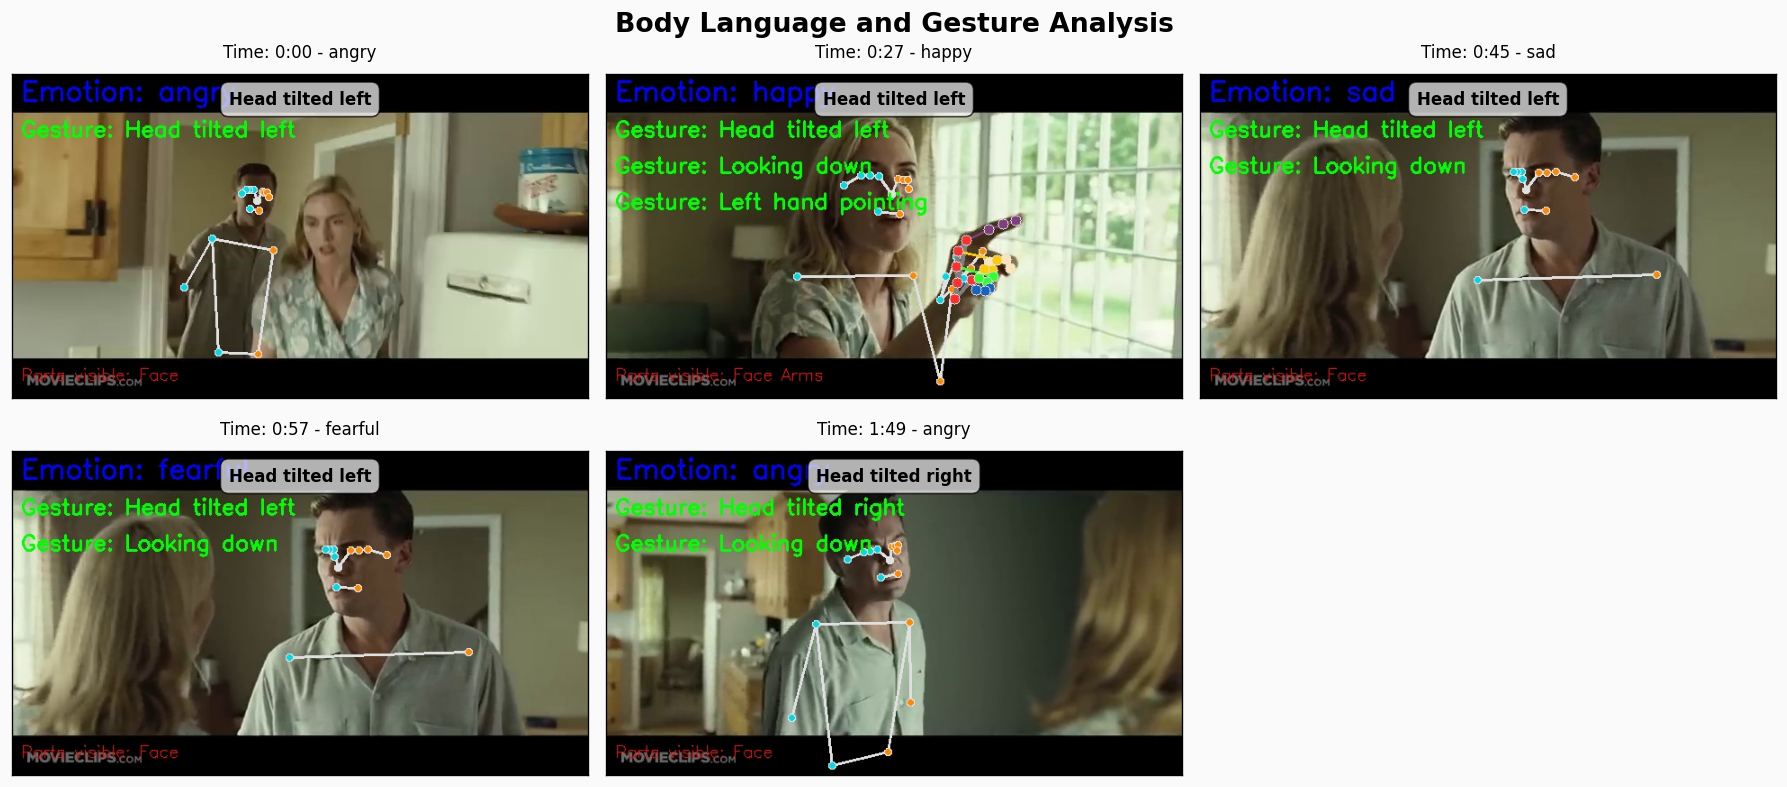 Body Language and Gesture Analysis
Time: 0:00 - angry
Emotion: angry
Head tilted left
Gesture: Head tilted left
Parts visible: Face
MOVIECLIPS.COM
Time: 0:27 - happy
Emotion: happy
Head tilted left
Gesture: Head tilted left
Gesture: Looking down
Gesture: Left hand pointing
Parts visible: Face Arms
MOVIECLIPS.COM
Time: 0:45 - sad
Emotion: sad
Head tilted left
Gesture: Head tilted left
Gesture: Looking down
Parts visible: Face
MOVIECLIPS.COM
Time: 0:57 - fearful
Emotion: fearful
Head tilted left
Gesture: Head tilted left
Gesture: Looking down
Parts visible: Face
MOVIECLIPS.COM
Time: 1:49 - angry
Emotion: angry
Head tilted right
Gesture: Head tilted right
Gesture: Looking down
Parts visible: Face
MOVIECLIPS.COM